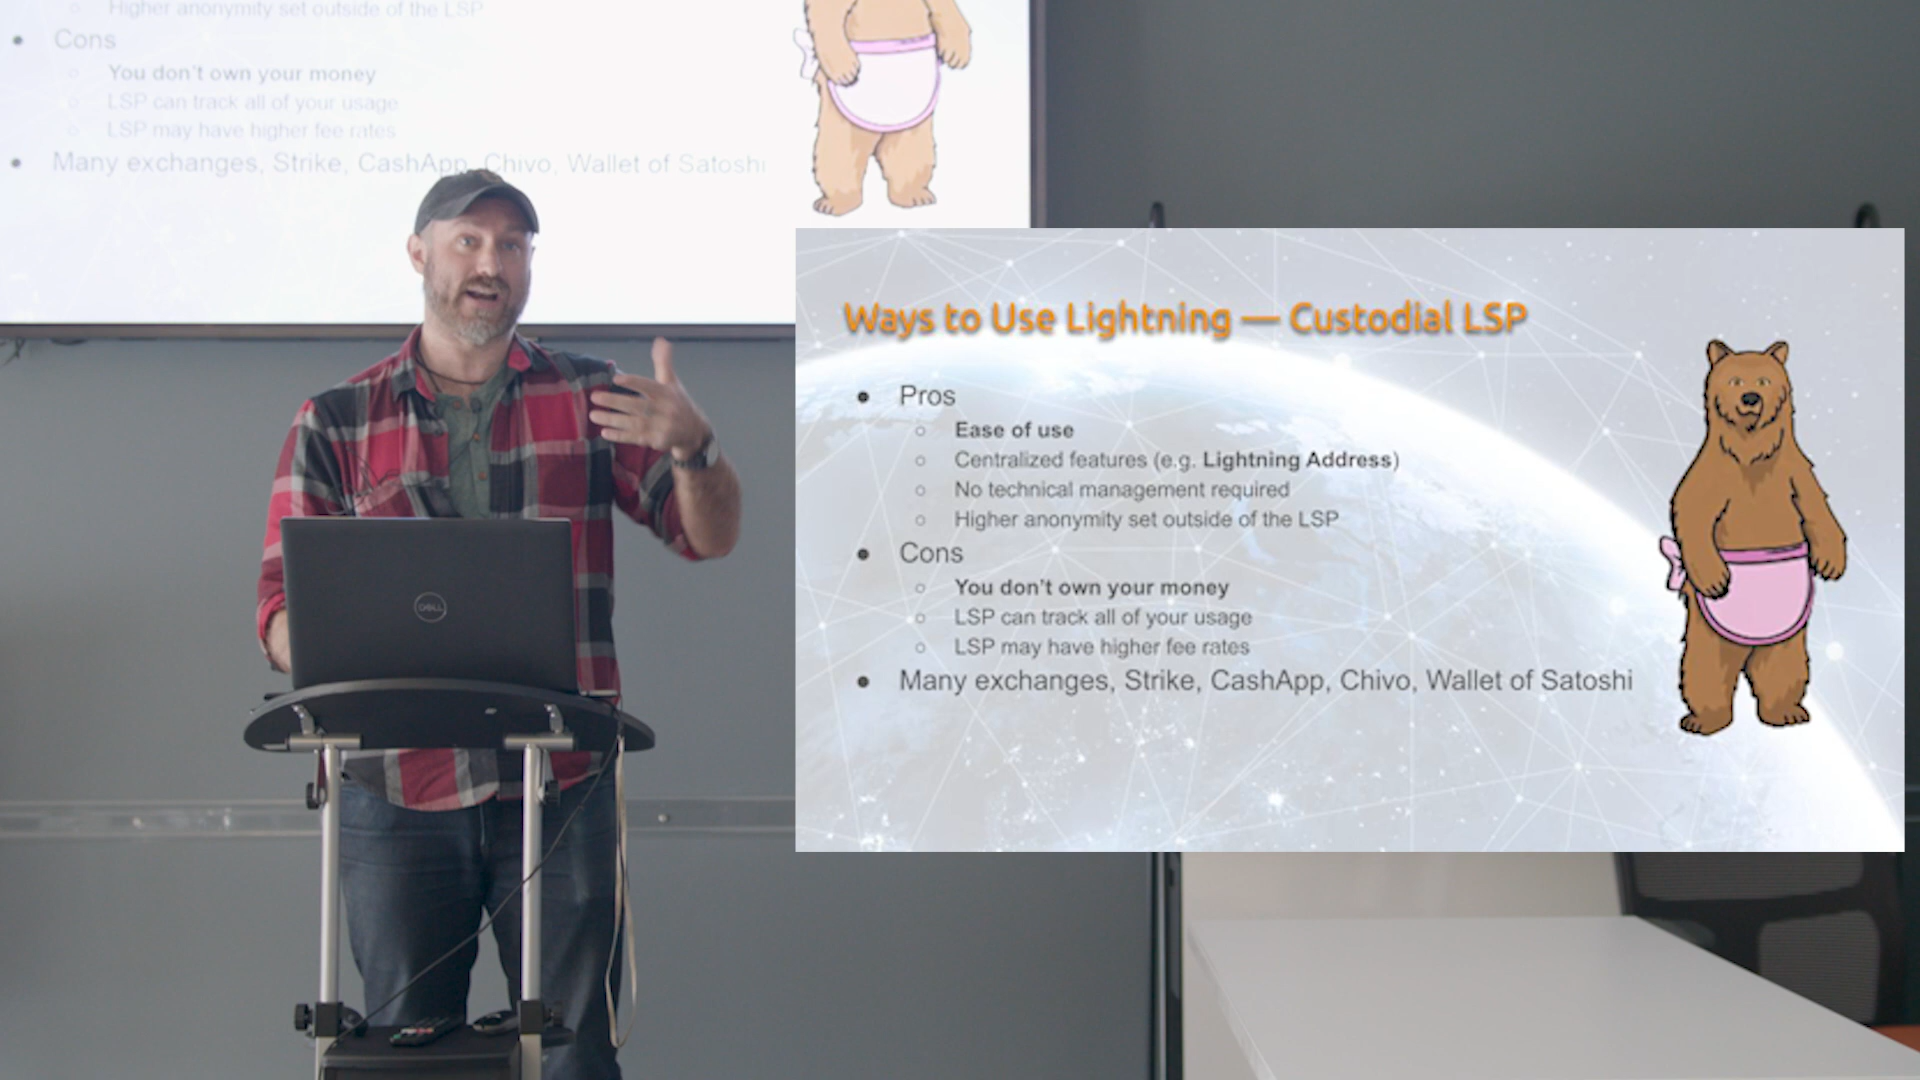 Higher anonymity set outside of the LSP
• Cons
○ You don't own your money
○ LSP can track all of your usage
○ LSP may have higher fee rates
• Many exchanges, Strike, CashApp, Chivo, Wallet of Satoshi
DELL
Ways to Use Lightning — Custodial LSP
• Pros
○ Ease of use
○ Centralized features (e.g. Lightning Address)
○ No technical management required
○ Higher anonymity set outside of the LSP
• Cons
○ You don't own your money
○ LSP can track all of your usage
○ LSP may have higher fee rates
• Many exchanges, Strike, CashApp, Chivo, Wallet of Satoshi